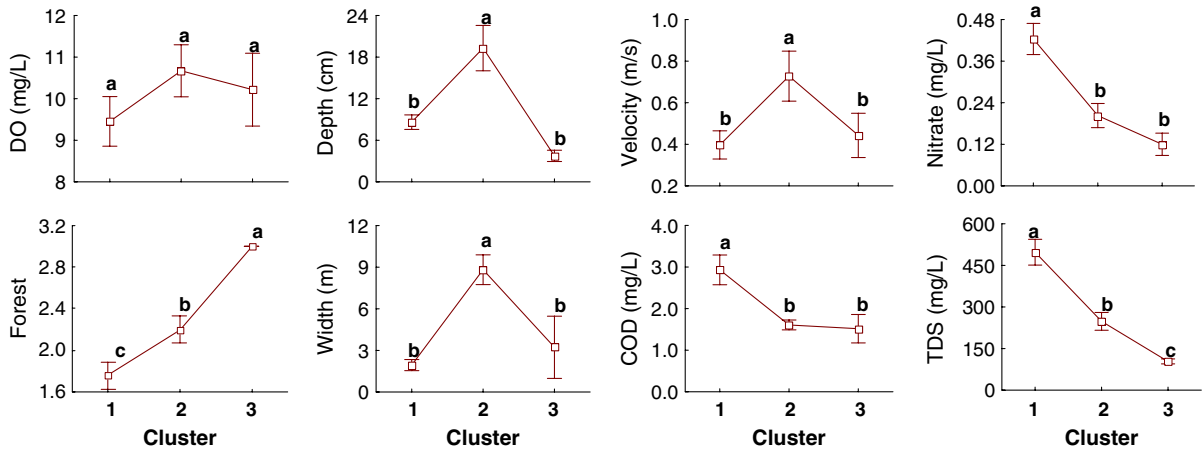 DO (mg/L)
12
11
10
9
8
a
a
a
Depth (cm)
24
18
12
6
0
b
a
b
Velocity (m/s)
1.0
0.8
0.6
0.4
0.2
b
a
b
Nitrate (mg/L)
0.48
0.36
0.24
0.12
0.00
a
b
b
Forest
3.2
2.8
2.4
2.0
1.6
c
b
a
1 2 3
Cluster
Width (m)
12
9
6
3
0
b
a
b
1 2 3
Cluster
COD (mg/L)
4.0
3.0
2.0
1.0
0.0
a
b
b
1 2 3
Cluster
TDS (mg/L)
600
450
300
150
0
a
b
c
1 2 3
Cluster